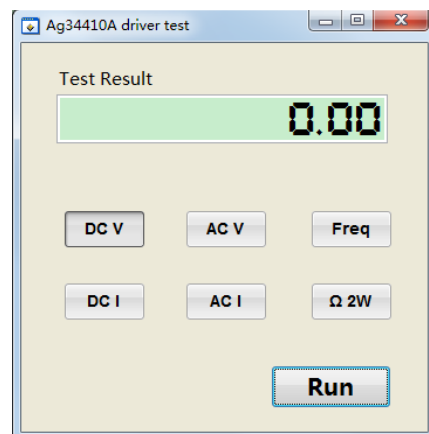 Ag34410A driver test
Test Result
0.00
DC V AC V Freq
DC I AC I Ω 2W
Run